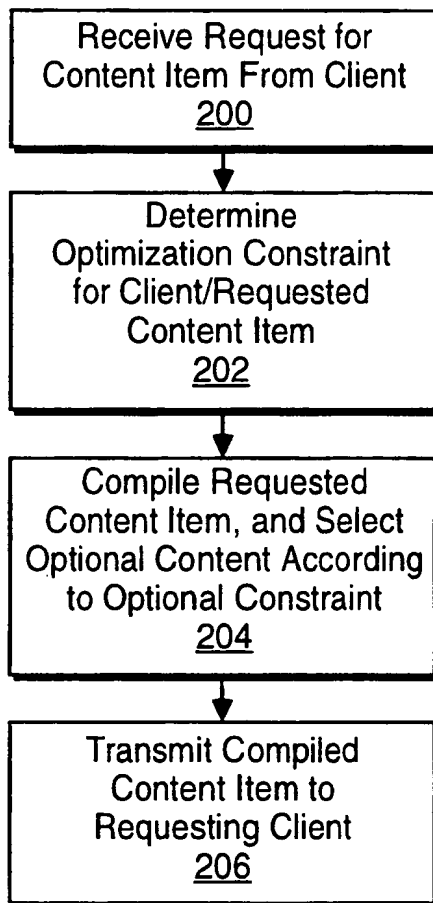 Receive Request for
Content Item From Client
200
Determine
Optimization Constraint
for Client/Requested
Content Item
202
Compile Requested
Content Item, and Select
Optional Content According
to Optional Constraint
204
Transmit Compiled
Content Item to
Requesting Client
206